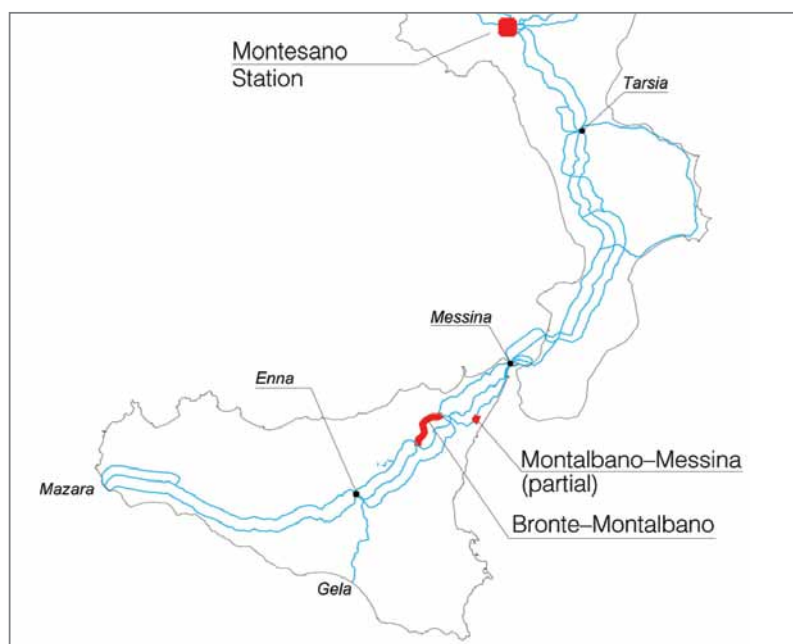 Montesano
Station
Tarsia
Messina
Enna
Montalbano–Messina
(partial)
Mazara
Bronte–Montalbano
Gela